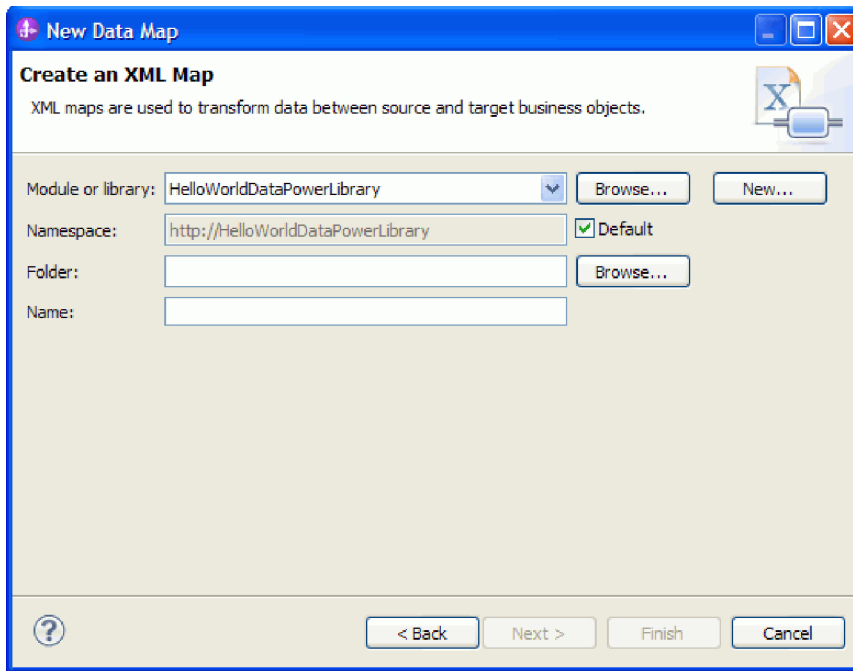 New Data Map
Create an XML Map
XML maps are used to transform data between source and target business objects.
X
Module or library: HelloWorldDataPowerLibrary Browse... New...
Namespace: http://HelloWorldDataPowerLibrary Default
Folder: Browse...
Name:
? < Back Next > Finish Cancel